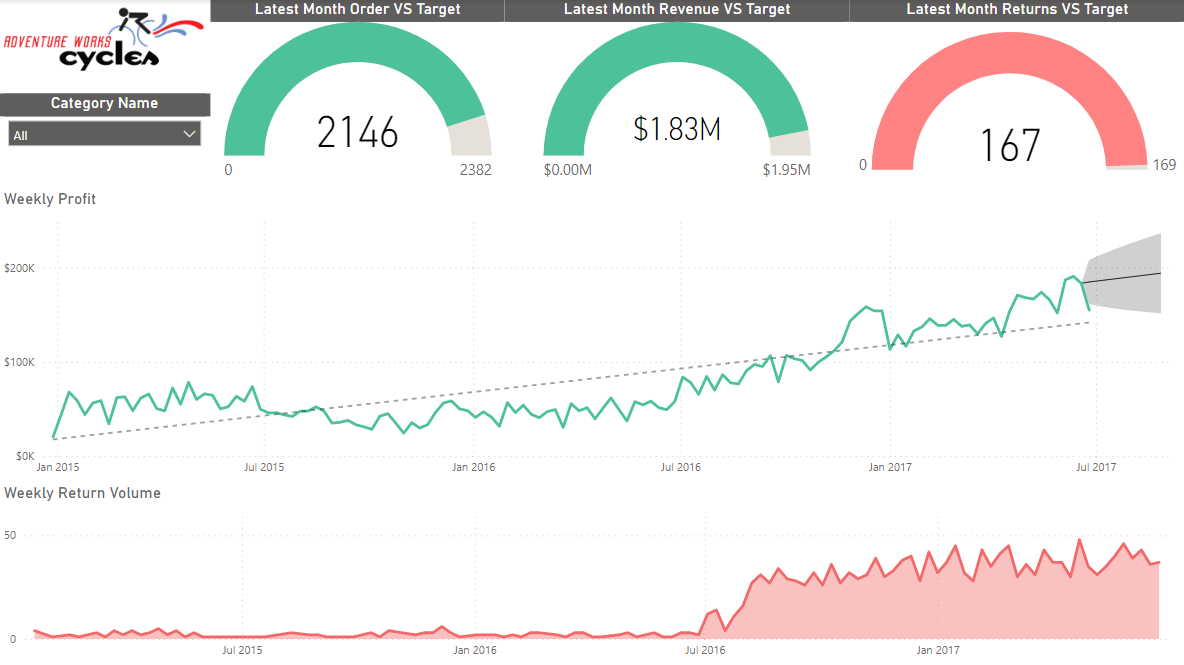 ADVENTURE WORKS
cycles
Category Name
All
Latest Month Order VS Target
2146
0
2382
Latest Month Revenue VS Target
$1.83M
$0.00M
$1.95M
Latest Month Returns VS Target
167
0
169
Weekly Profit
$200K
$100K
$0K
Jan 2015 Jul 2015 Jan 2016 Jul 2016 Jan 2017 Jul 2017
Weekly Return Volume
50
0
Jul 2015 Jan 2016 Jul 2016 Jan 2017